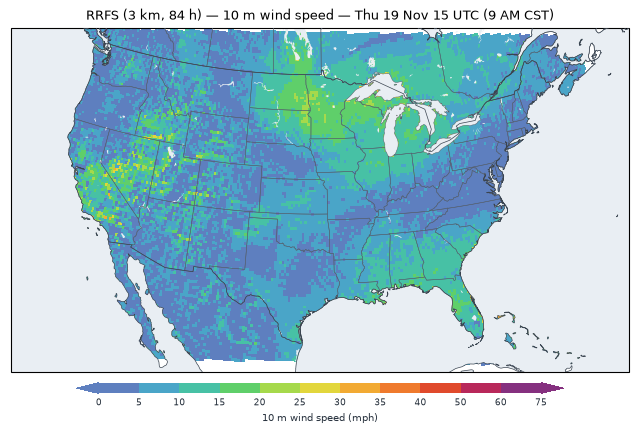 RRFS (3 km, 84 h) — 10 m wind speed — Thu 19 Nov 15 UTC (9 AM CST)
0 5 10 15 20 25 30 35 40 50 60 75
10 m wind speed (mph)